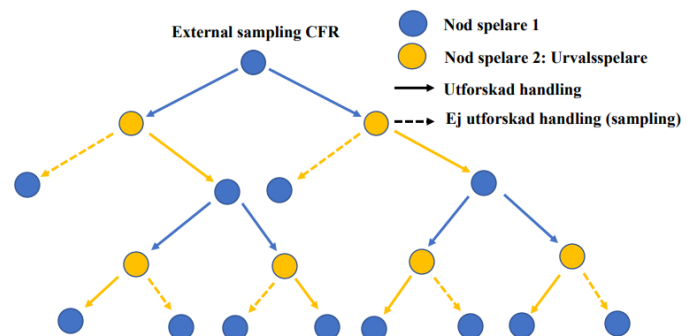 External sampling CFR
Nod spelare 1
Nod spelare 2: Urvalsspelare
Utforskad handling
Ej utforskad handling (sampling)